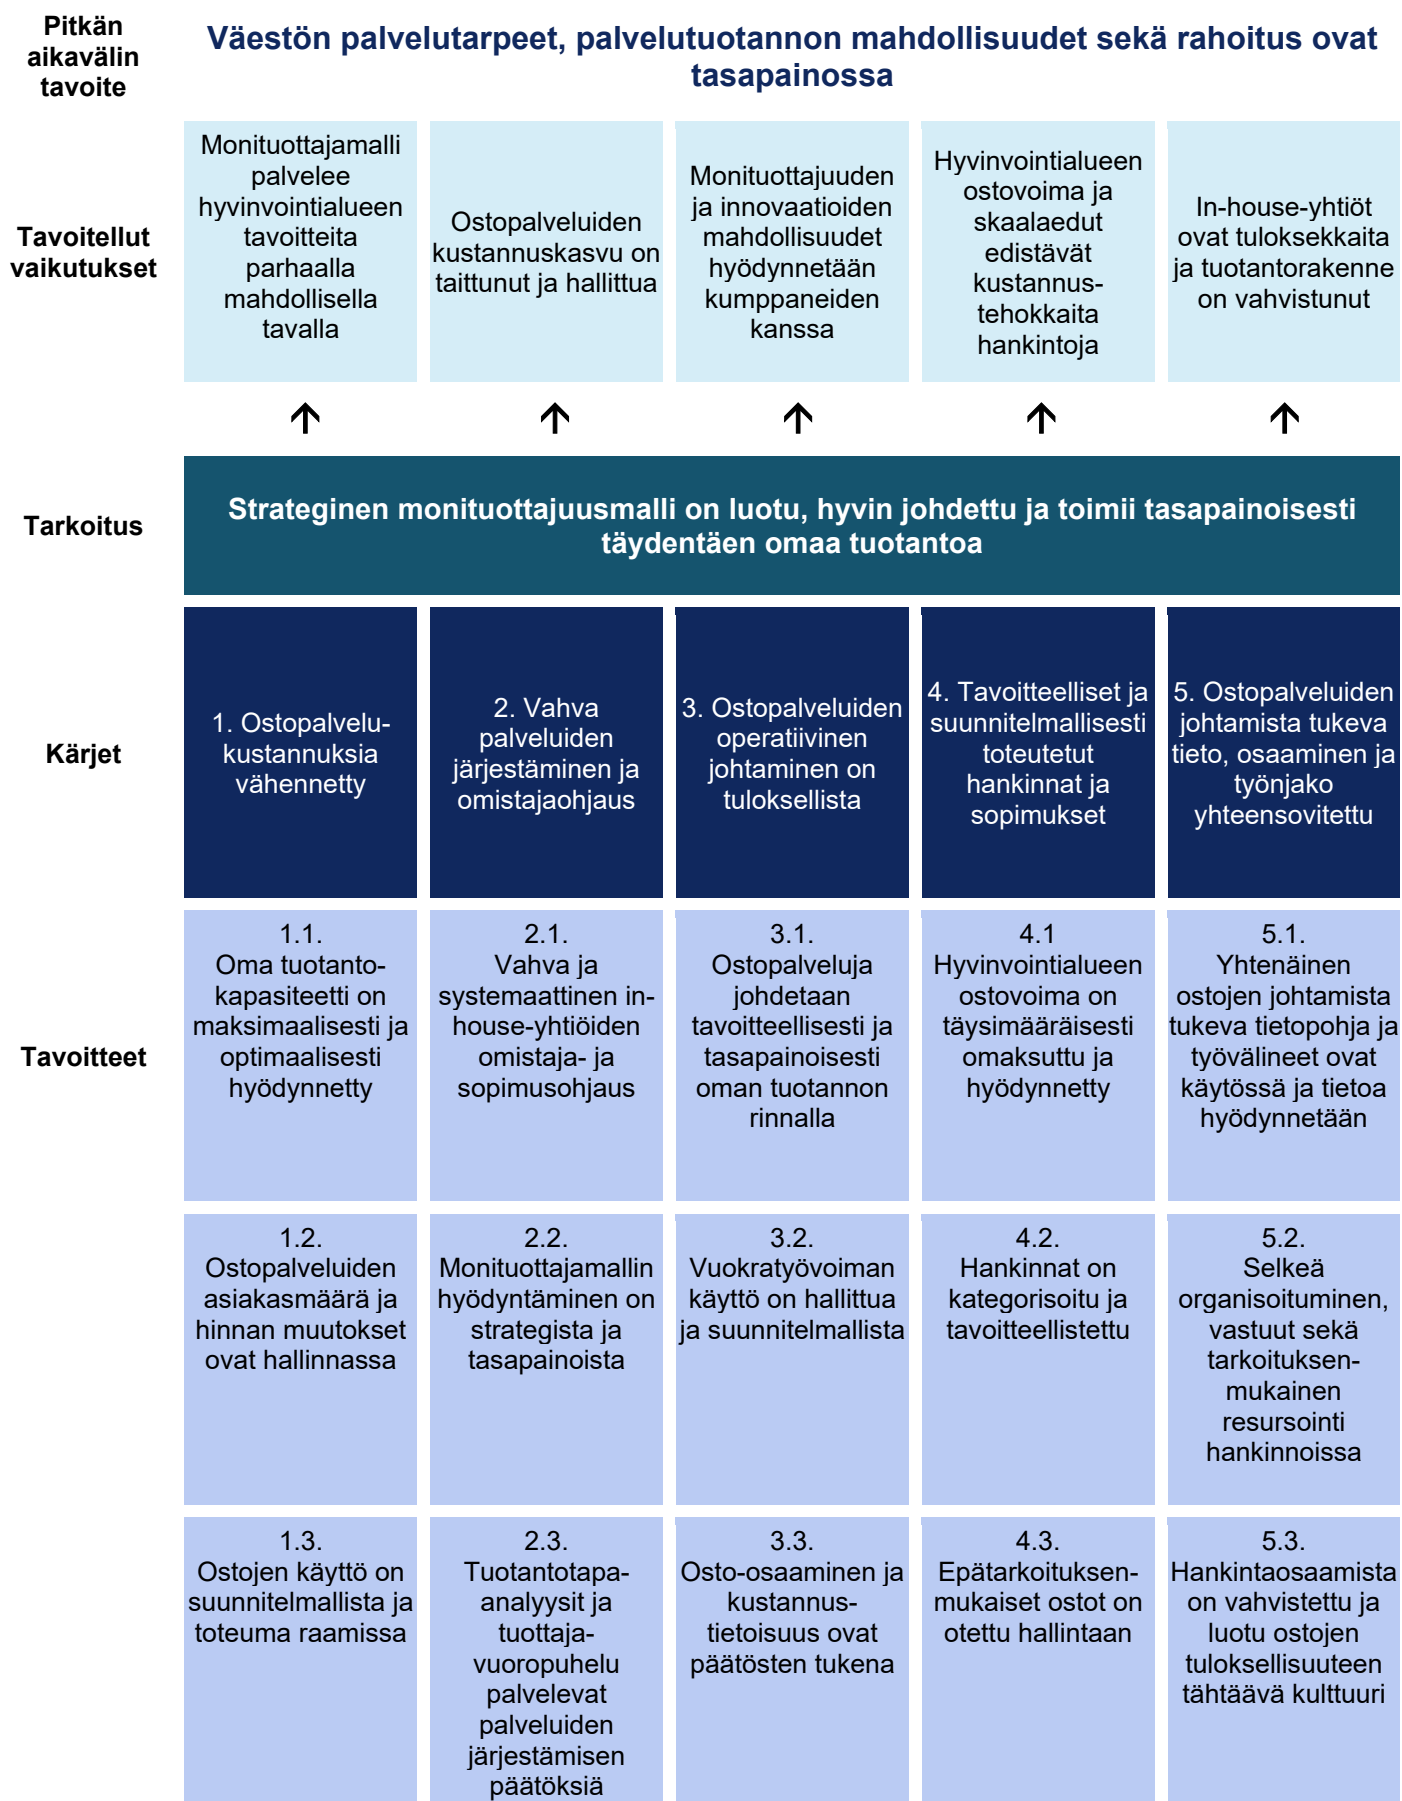 Pitkän
aikavälin
tavoite
Väestön palvelutarpeet, palvelutuotannon mahdollisuudet sekä rahoitus ovat
tasapainossa
Tavoitellut
vaikutukset
Monituottajamalli
palvelee
hyvinvointialueen
tavoitteita
parhaalla
mahdollisella
tavalla
Ostopalveluiden
kustannuskasvu on
taittunut ja hallittua
Monituottajuuden
ja innovaatioiden
mahdollisuudet
hyödynnetään
kumppaneiden
kanssa
Hyvinvointialueen
ostovoima ja
skaalaedut
edistävät
kustannus-
tehokkaita
hankintoja
In-house-yhtiöt
ovat tuloksekkaita
ja tuotantorakenne
on vahvistunut
↑ ↑ ↑ ↑ ↑
Tarkoitus
Strateginen monituottajuusmalli on luotu, hyvin johdettu ja toimii tasapainoisesti
täydentäen omaa tuotantoa
Kärjet
1. Ostopalvelu-
kustannuksia
vähennetty
2. Vahva
palveluiden
järjestäminen ja
omistajaohjaus
3. Ostopalveluiden
operatiivinen
johtaminen on
tuloksellista
4. Tavoitteelliset ja
suunnitelmallisesti
toteutetut
hankinnat ja
sopimukset
5. Ostopalveluiden
johtamista tukeva
tieto, osaaminen ja
työnjako
yhteensovitettu
Tavoitteet
1.1.
Oma tuotanto-
kapasiteetti on
maksimaalisesti ja
optimaalisesti
hyödynnetty
2.1.
Vahva ja
systemaattinen in-
house-yhtiöiden
omistaja- ja
sopimusohjaus
3.1.
Ostopalveluja
johdetaan
tavoitteellisesti ja
tasapainoisesti
oman tuotannon
rinnalla
4.1
Hyvinvointialueen
ostovoima on
täysimääräisesti
omaksuttu ja
hyödynnetty
5.1.
Yhtenäinen
ostojen johtamista
tukeva tietopohja ja
työvälineet ovat
käytössä ja tietoa
hyödynnetään
1.2.
Ostopalveluiden
asiakasmäärä ja
hinnan muutokset
ovat hallinnassa
2.2.
Monituottajamallin
hyödyntäminen on
strategista ja
tasapainoista
3.2.
Vuokratyövoiman
käyttö on hallittua
ja suunnitelmallista
4.2.
Hankinnat on
kategorisoitu ja
tavoitteellistettu
5.2.
Selkeä
organisoituminen,
vastuut sekä
tarkoituksen-
mukainen
resursointi
hankinnoissa
1.3.
Ostojen käyttö on
suunnitelmallista ja
toteuma raamissa
2.3.
Tuotantotapa-
analyysit ja
tuottaja-
vuoropuhelu
palvelevat
palveluiden
järjestämisen
päätöksiä
3.3.
Osto-osaaminen ja
kustannus-
tietoisuus ovat
päätösten tukena
4.3.
Epätarkoituksen-
mukaiset ostot on
otettu hallintaan
5.3.
Hankintaosaamista
on vahvistettu ja
luotu ostojen
tuloksellisuuteen
tähtäävä kulttuuri